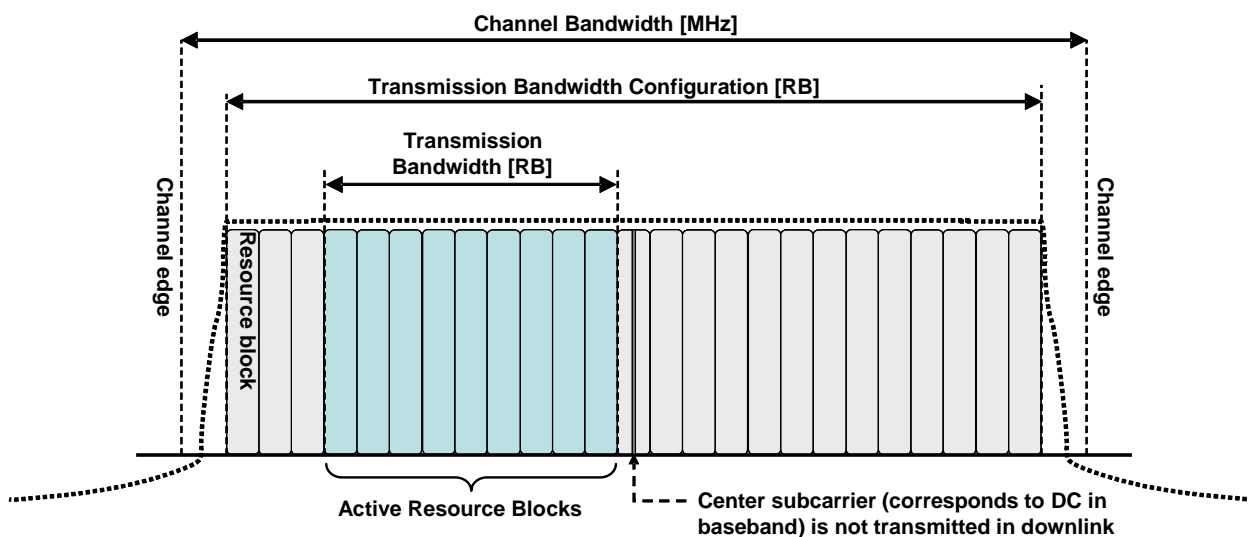 Channel Bandwidth [MHz]
Transmission Bandwidth Configuration [RB]
Transmission
Bandwidth [RB]
Channel edge
Channel edge
Resource block
Active Resource Blocks
Center subcarrier (corresponds to DC in
baseband) is not transmitted in downlink